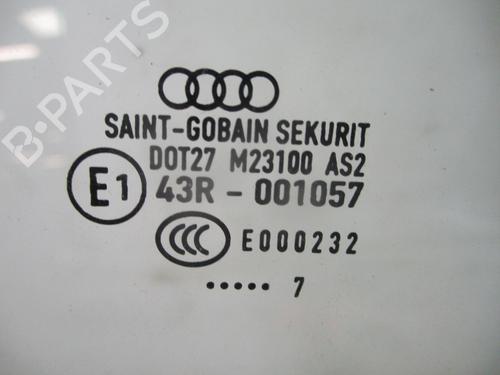 B-PARTS
SAINT-GOBAIN SEKURIT
DOT27 M23100 AS2
E1 43R - 001057
CCC E000232
..... 7